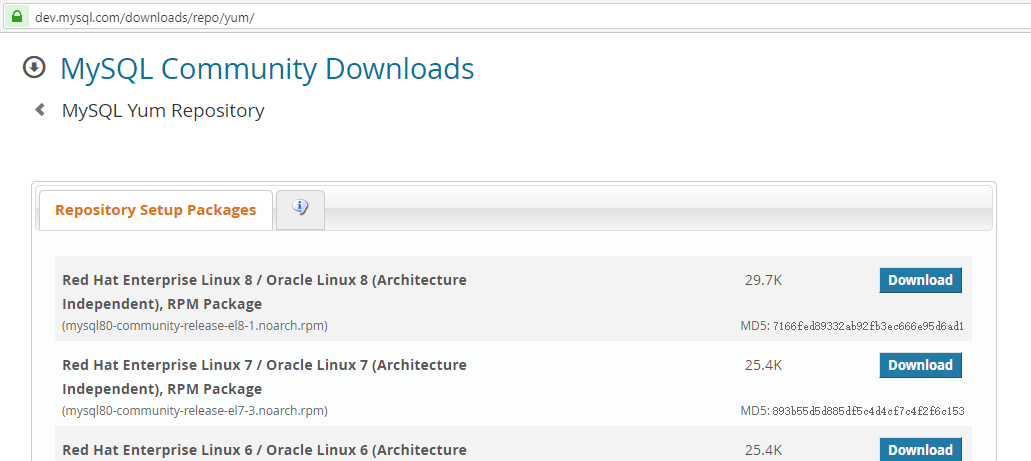 dev.mysql.com/downloads/repo/yum/
MySQL Community Downloads
MySQL Yum Repository
Repository Setup Packages
Red Hat Enterprise Linux 8 / Oracle Linux 8 (Architecture Independent), RPM Package
29.7K
Download
(mysql80-community-release-el8-1.noarch.rpm)
MD5: 7166fed89332ab92fb3ec666e95d6ad1
Red Hat Enterprise Linux 7 / Oracle Linux 7 (Architecture Independent), RPM Package
25.4K
Download
(mysql80-community-release-el7-3.noarch.rpm)
MD5: 893b55d5d885df5c4d4cf7c4f2f6c153
Red Hat Enterprise Linux 6 / Oracle Linux 6 (Architecture
25.4K
Download